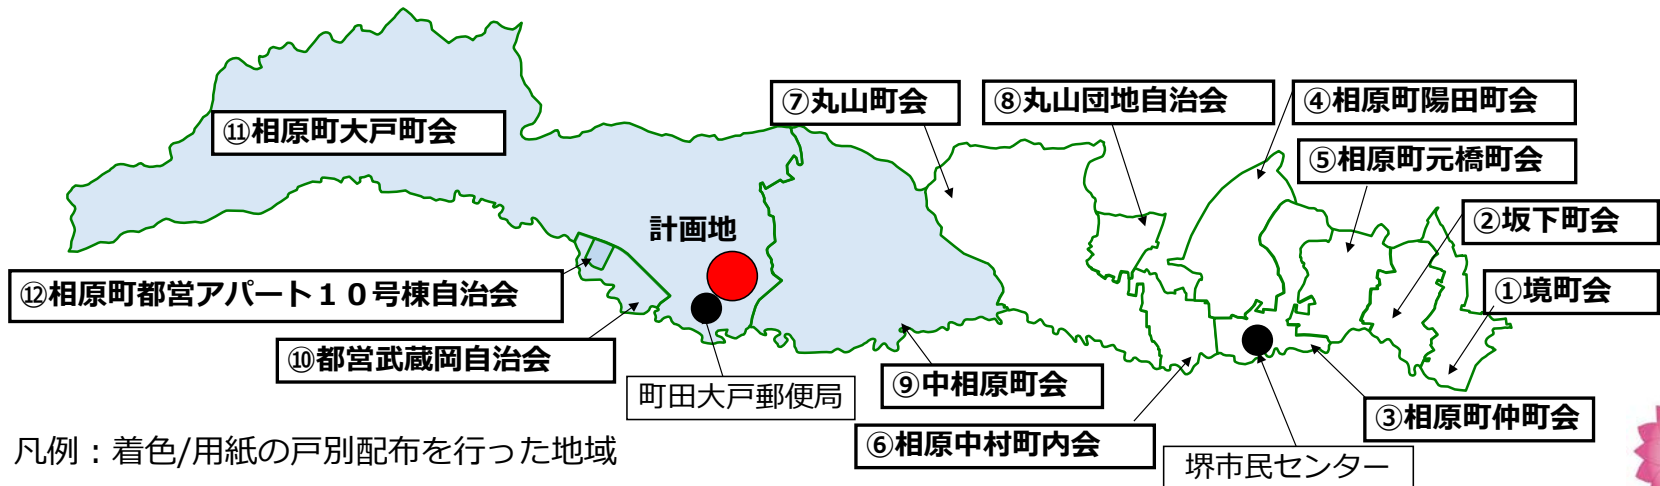 ⑦丸山町会
⑧丸山団地自治会
④相原町陽田町会
⑪相原町大戸町会
⑤相原町元橋町会
②坂下町会
計画地
①境町会
⑫相原町都営アパート１０号棟自治会
⑩都営武蔵岡自治会
⑨中相原町会
町田大戸郵便局
③相原町仲町会
⑥相原中村町内会
凡例：着色/用紙の戸別配布を行った地域
堺市民センター